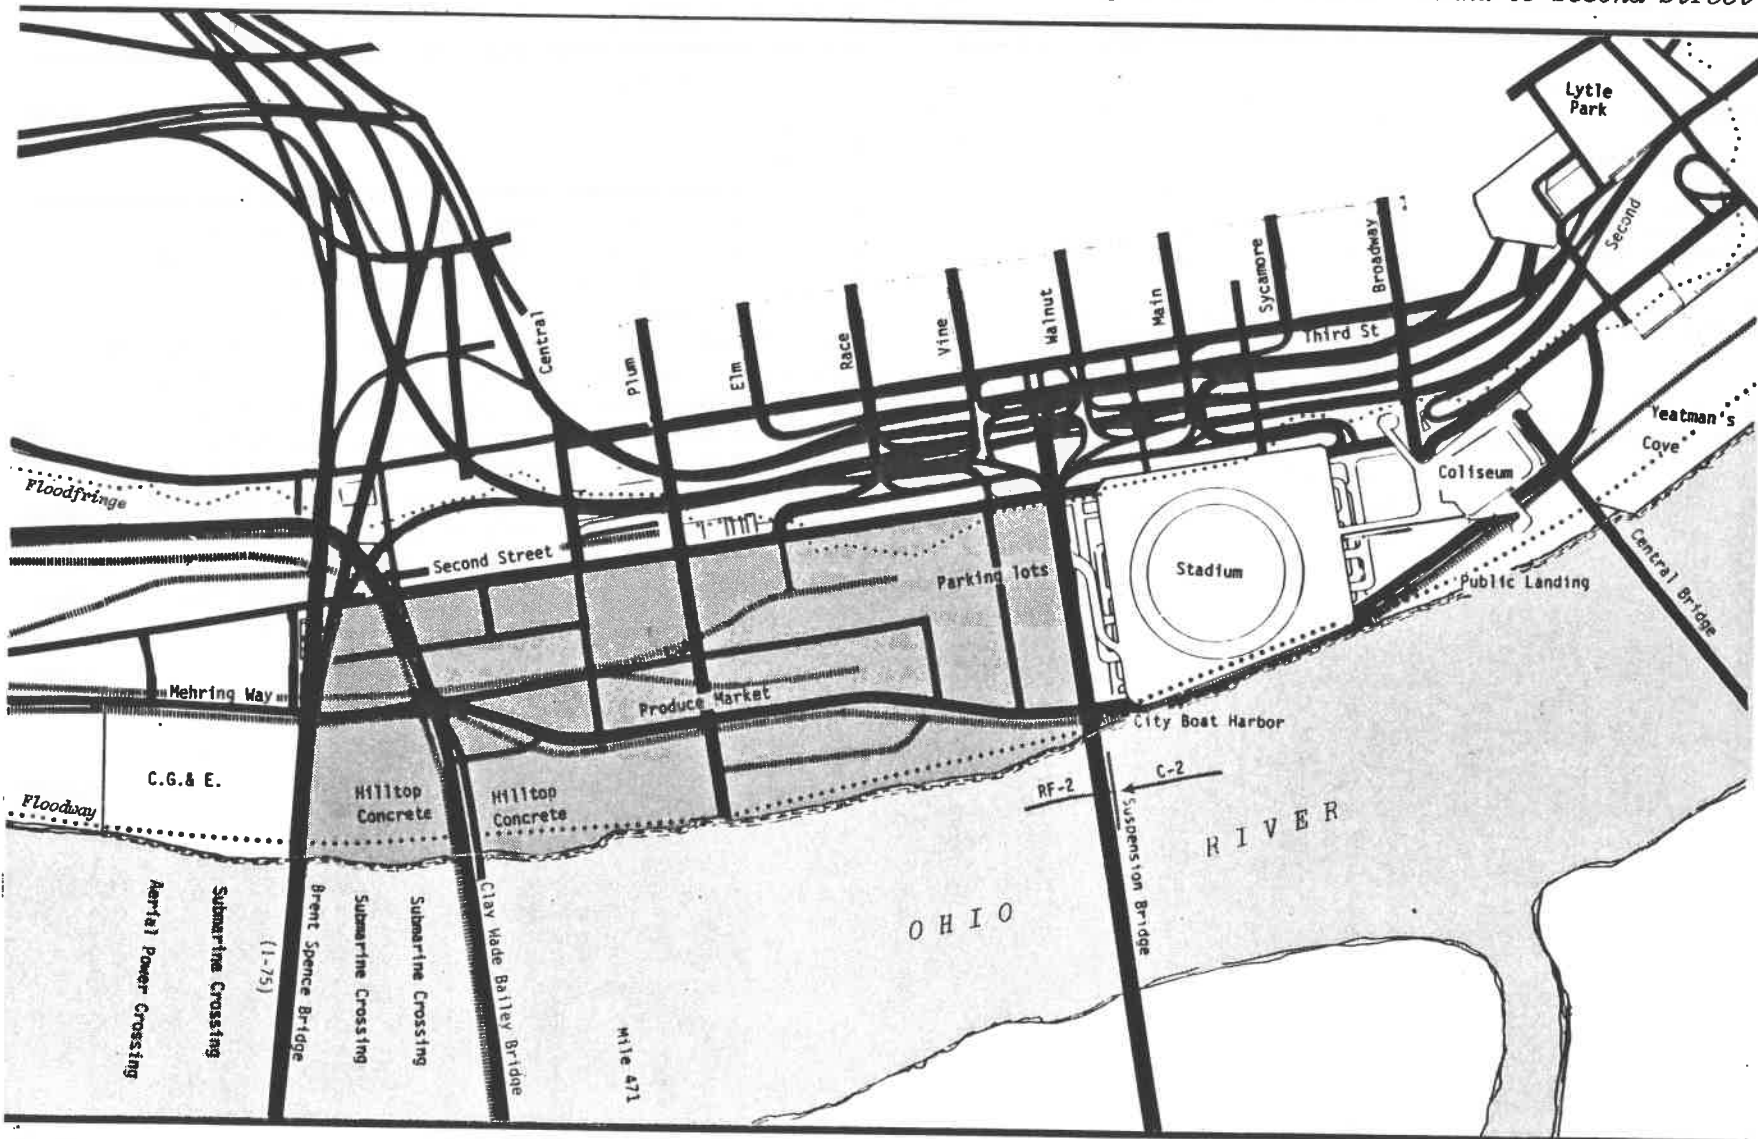 to Second Street
Lytle
Park
Second
Broadway
Sycamore
Main
Walnut
Vine
Race
Elm
Plum
Central
Third St
Yeatman's
Cove
Coliseum
Floodfringe
Second Street
Parking lots
Stadium
Public Landing
Central Bridge
Mehring Way
Produce Market
City Boat Harbor
C.G.& E.
Hilltop
Concrete
Hilltop
Concrete
RF-2
C-2
Floodway
OHIO
RIVER
Aerial Power Crossing
Submarine Crossing
(I-75)
Brent Spence Bridge
Submarine Crossing
Submarine Crossing
Clay Wade Bailey Bridge
Mile 471
Suspension Bridge